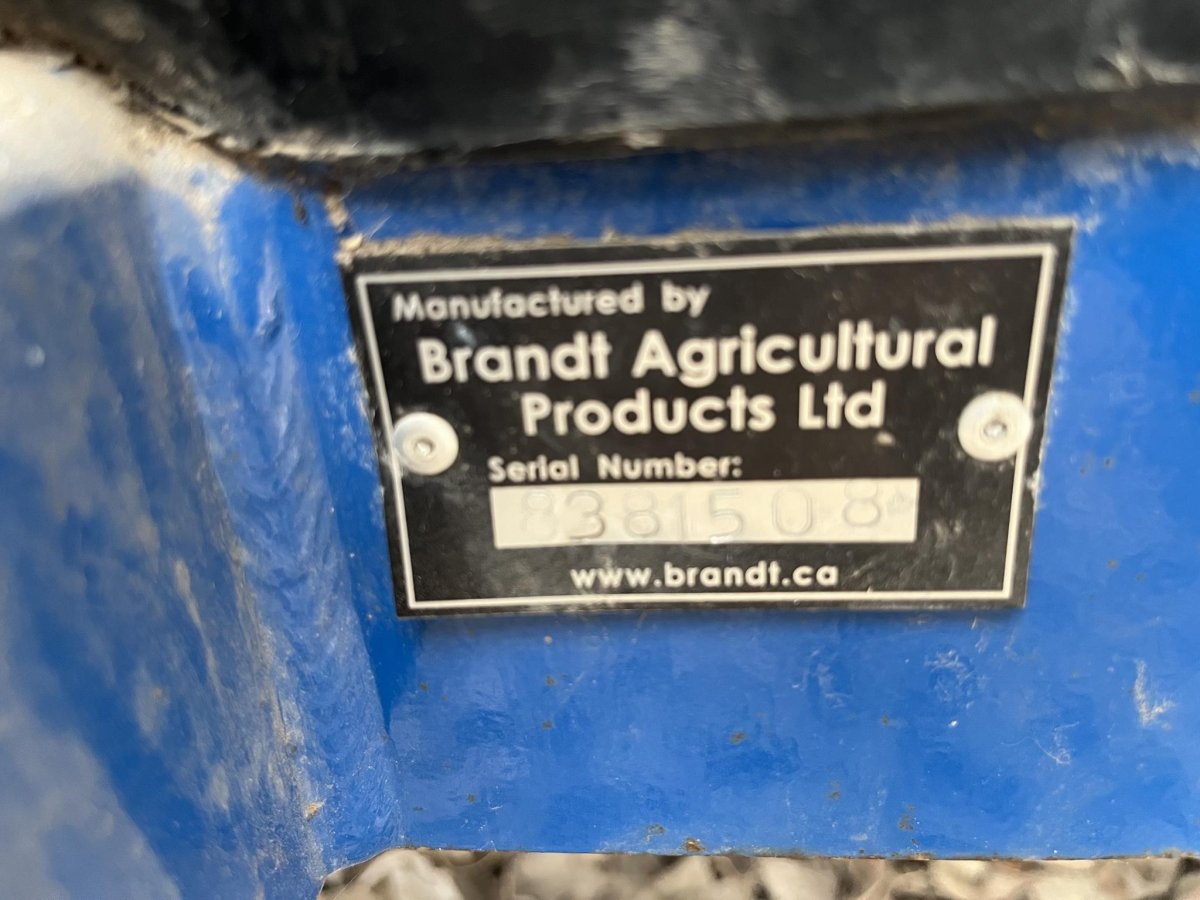 Manufactured by
Brandt Agricultural
Products Ltd
Serial Number:
8381508
www.brandt.ca